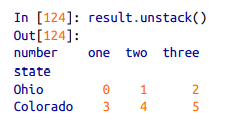 In [124]: result.unstack()
Out[124]:
number    one  two  three
state
Ohio        0    1      2
Colorado    3    4      5